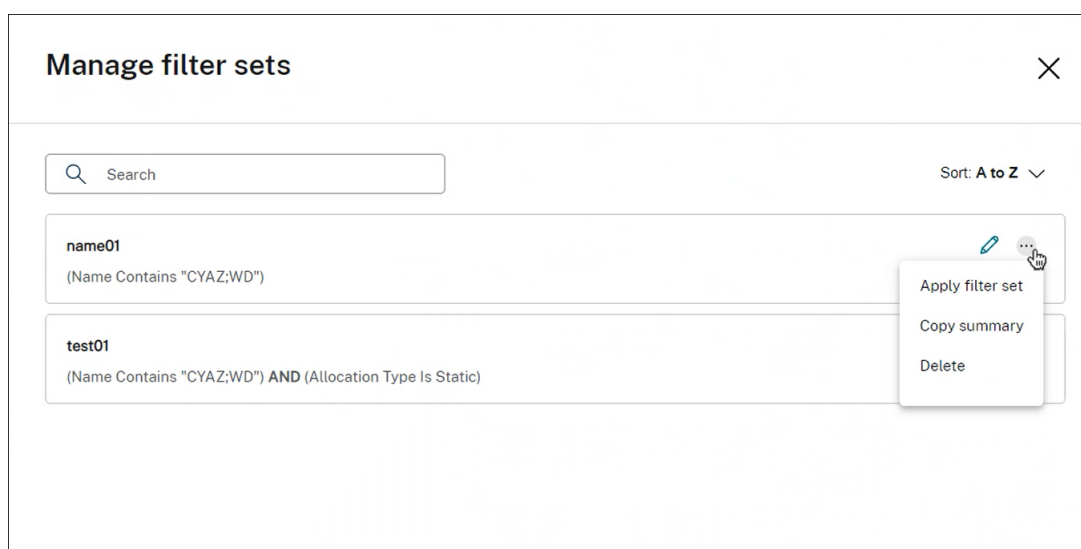 Manage filter sets
Search
Sort: A to Z
name01
(Name Contains "CYAZ;WD")
Apply filter set
Copy summary
Delete
test01
(Name Contains "CYAZ;WD") AND (Allocation Type Is Static)